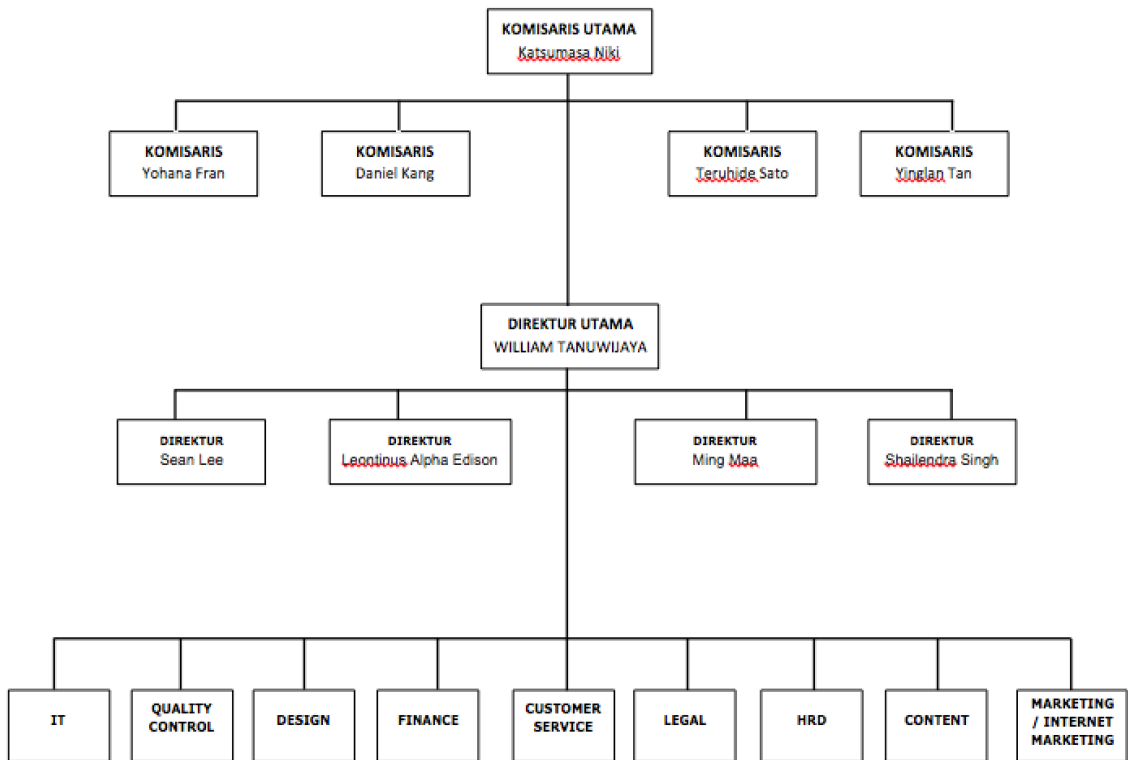 KOMISARIS UTAMA
Katsumasa Niki
KOMISARIS
Yohana Fran
KOMISARIS
Daniel Kang
KOMISARIS
Teruhide Sato
KOMISARIS
Yinglan Tan
DIREKTUR UTAMA
WILLIAM TANUWIJAYA
DIREKTUR
Sean Lee
DIREKTUR
Leontinus Alpha Edison
DIREKTUR
Ming Maa
DIREKTUR
Shailendra Singh
IT
QUALITY
CONTROL
DESIGN
FINANCE
CUSTOMER
SERVICE
LEGAL
HRD
CONTENT
MARKETING
/ INTERNET
MARKETING